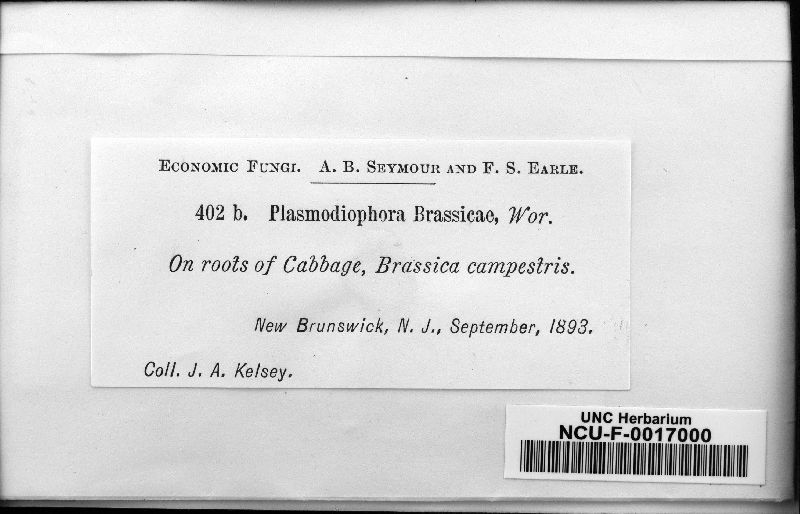 Economic Fungi. A. B. Seymour and F. S. Earle.
402 b. Plasmodiophora Brassicae, Wor.
On roots of Cabbage, Brassica campestris.
New Brunswick, N. J., September, 1893.
Coll. J. A. Kelsey.
UNC Herbarium
NCU-F-0017000